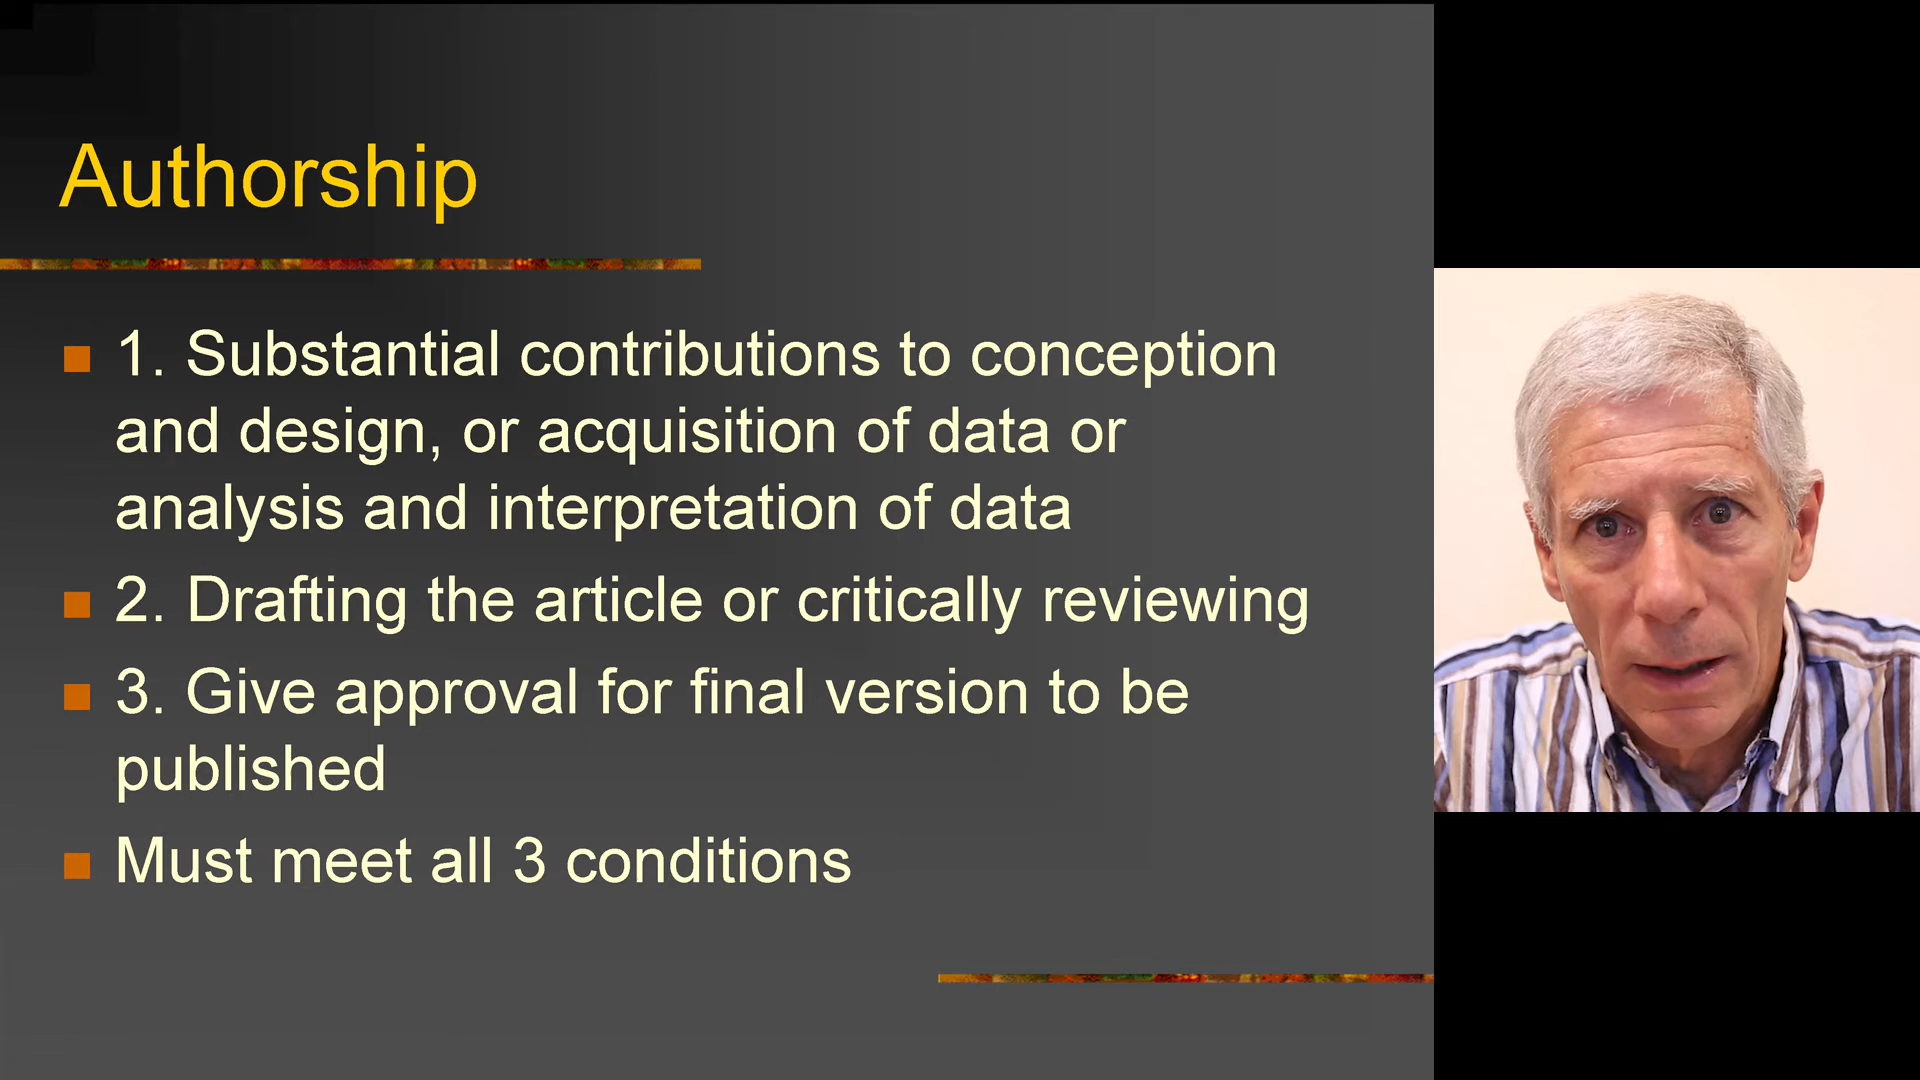 Authorship
1. Substantial contributions to conception
and design, or acquisition of data or
analysis and interpretation of data
2. Drafting the article or critically reviewing
3. Give approval for final version to be
published
Must meet all 3 conditions